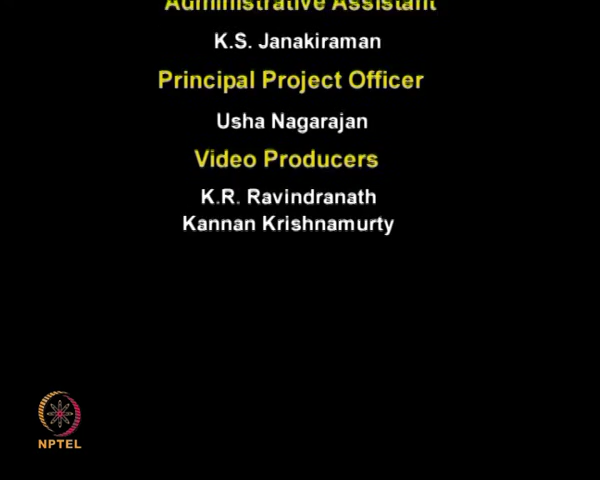 Administrative Assistant
K.S. Janakiraman
Principal Project Officer
Usha Nagarajan
Video Producers
K.R. Ravindranath
Kannan Krishnamurty
NPTEL